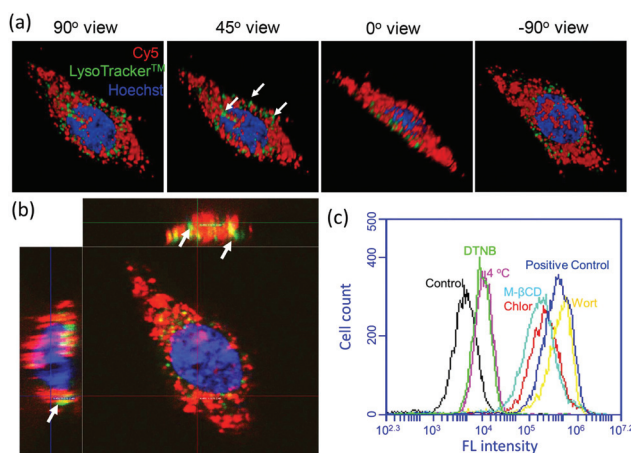 (a) 90° view 45° view 0° view -90° view
Cy5
LysoTracker™
Hoechst
(b)
(c)
500
400
200
0
Cell count
Control
DTNB
4 °C
M-βCD
Chlor
Positive Control
Wort
10^2.3 10^3 10^4 10^5 10^6 10^7.2
FL intensity